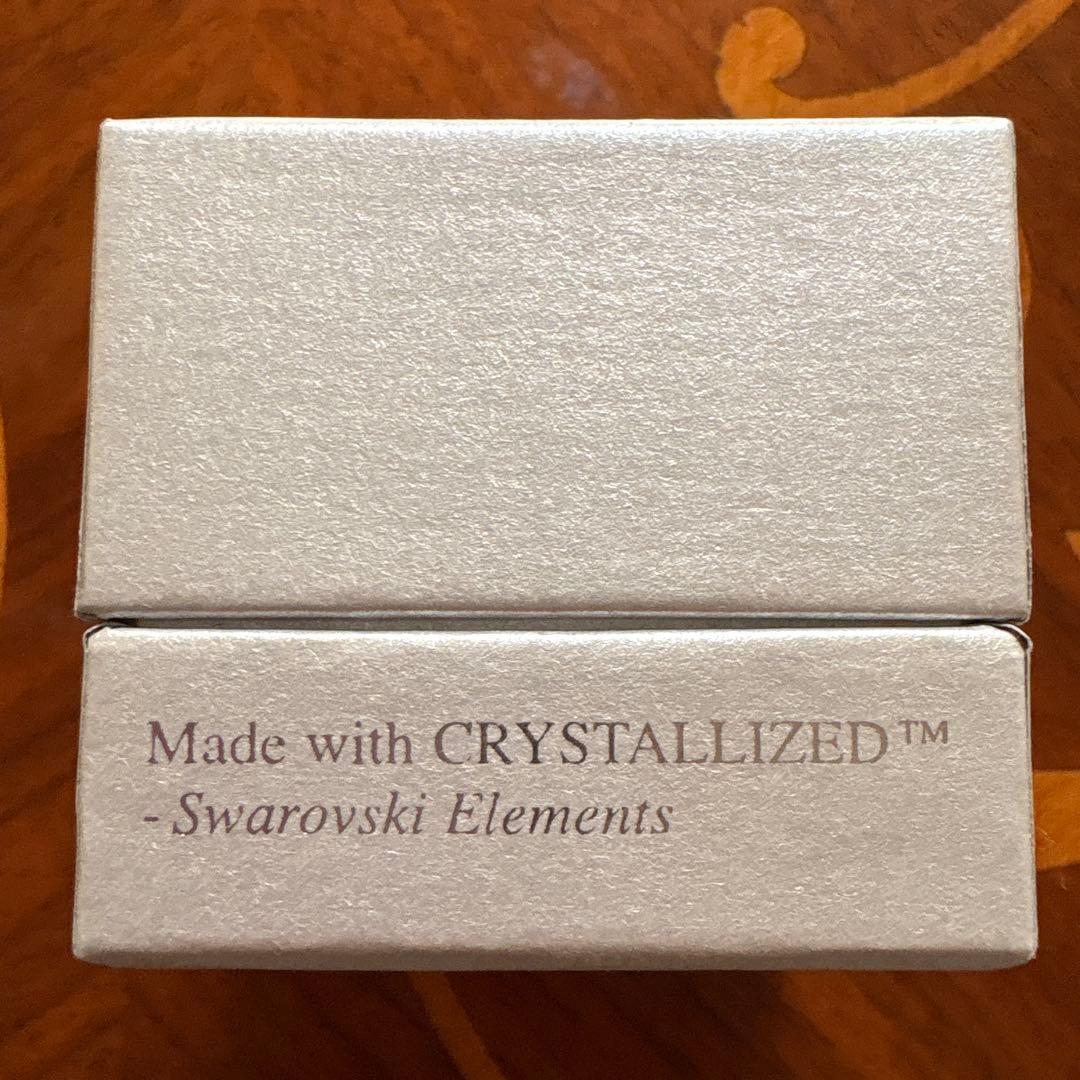 Made with CRYSTALLIZED™
- Swarovski Elements